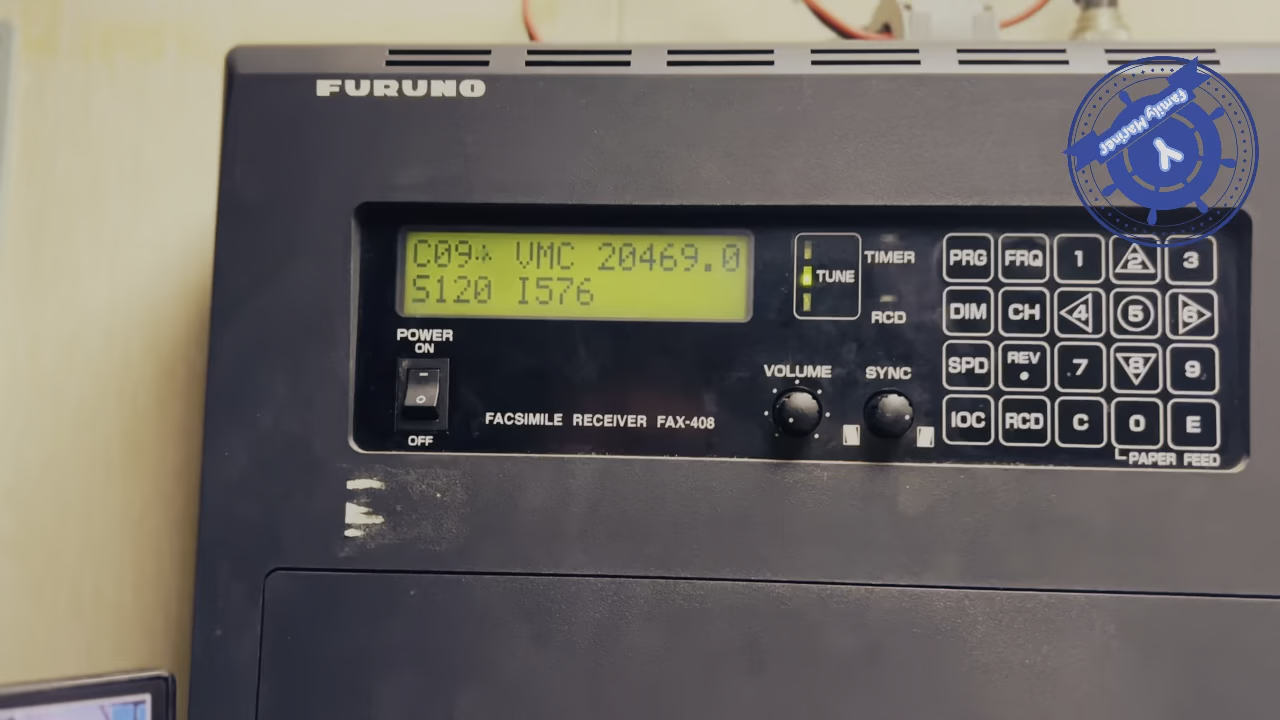 FURUNO
Family Mariner
C09 VMC 20469.0
S120 I576
POWER
ON
OFF
FACSIMILE RECEIVER FAX-408
TUNE
TIMER
RCD
VOLUME
SYNC
PRG FRQ 1 2 3
DIM CH 4 5 6
SPD REV 7 8 9
IOC RCD C 0 E
PAPER FEED